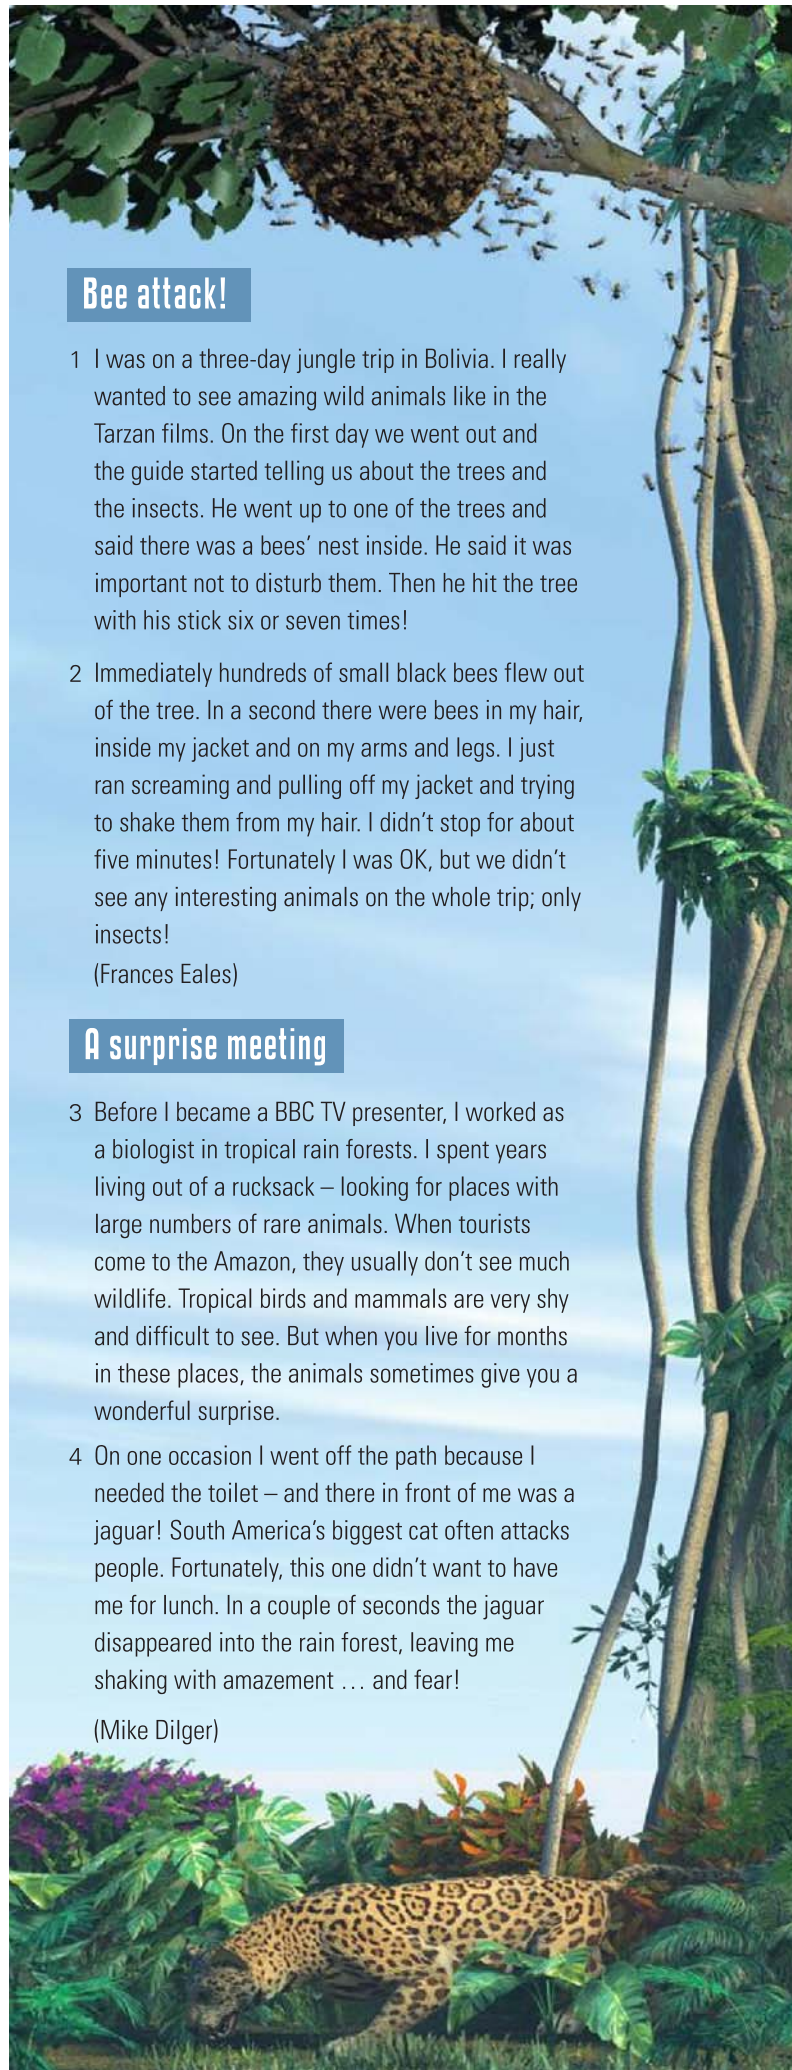 Bee attack!
1 I was on a three-day jungle trip in Bolivia. I really
wanted to see amazing wild animals like in the
Tarzan films. On the first day we went out and
the guide started telling us about the trees and
the insects. He went up to one of the trees and
said there was a bees’ nest inside. He said it was
important not to disturb them. Then he hit the tree
with his stick six or seven times!
2 Immediately hundreds of small black bees flew out
of the tree. In a second there were bees in my hair,
inside my jacket and on my arms and legs. I just
ran screaming and pulling off my jacket and trying
to shake them from my hair. I didn’t stop for about
five minutes! Fortunately I was OK, but we didn’t
see any interesting animals on the whole trip; only
insects!
(Frances Eales)
A surprise meeting
3 Before I became a BBC TV presenter, I worked as
a biologist in tropical rain forests. I spent years
living out of a rucksack – looking for places with
large numbers of rare animals. When tourists
come to the Amazon, they usually don’t see much
wildlife. Tropical birds and mammals are very shy
and difficult to see. But when you live for months
in these places, the animals sometimes give you a
wonderful surprise.
4 On one occasion I went off the path because I
needed the toilet – and there in front of me was a
jaguar! South America’s biggest cat often attacks
people. Fortunately, this one didn’t want to have
me for lunch. In a couple of seconds the jaguar
disappeared into the rain forest, leaving me
shaking with amazement … and fear!
(Mike Dilger)